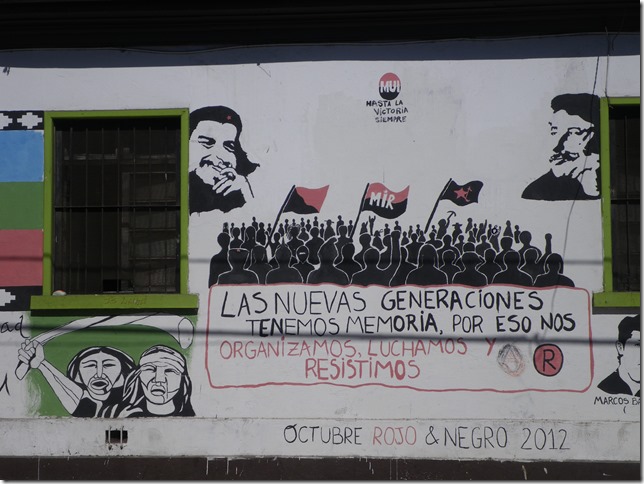 MUI
HASTA LA
VICTORIA
SIEMPRE
MIR
LAS NUEVAS GENERACIONES
TENEMOS MEMORIA, POR ESO NOS
ORGANIZAMOS, LUCHAMOS Y
RESISTIMOS
A
R
MARCOS
OCTUBRE ROJO & NEGRO 2012